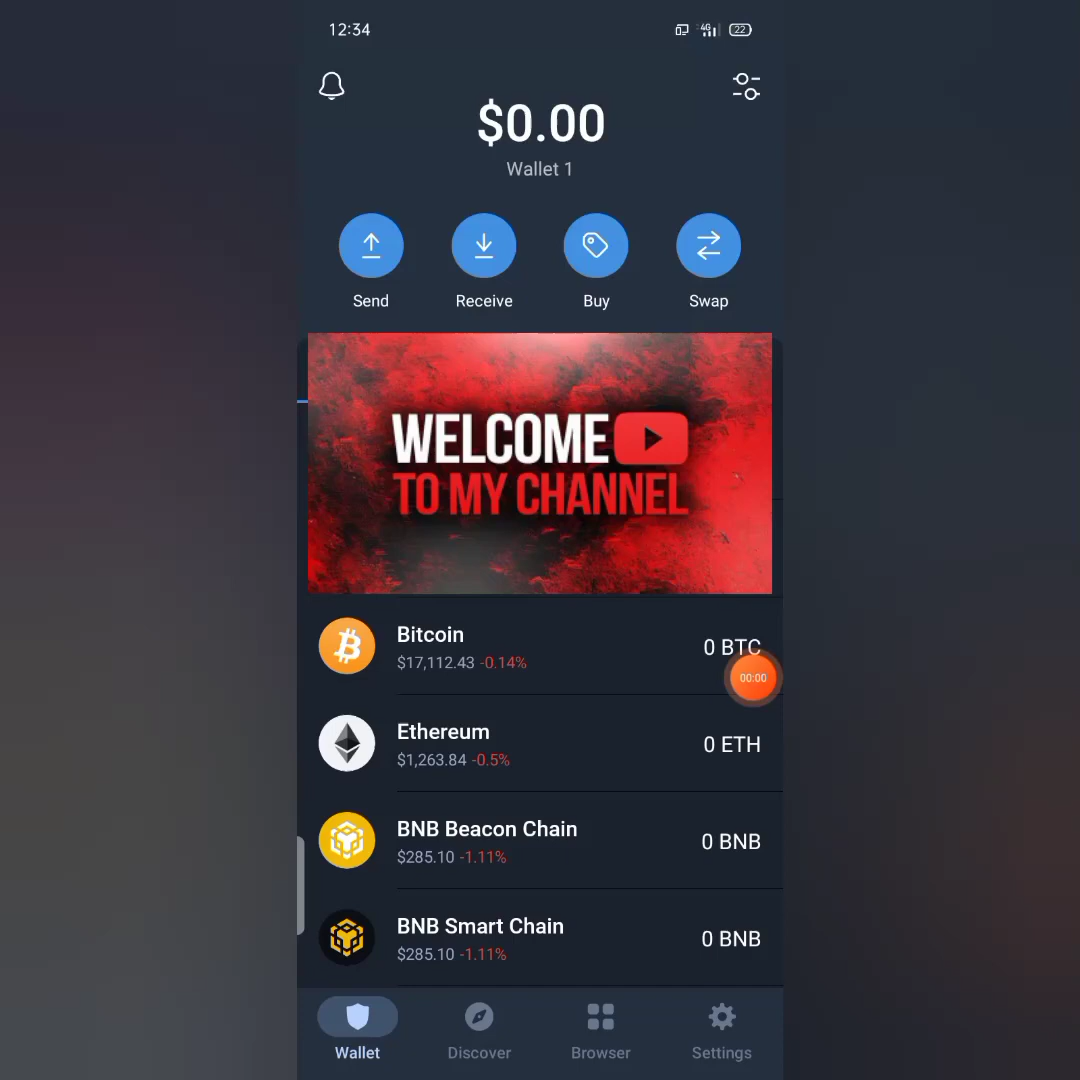 12:34
4G 22
$0.00
Wallet 1
Send Receive Buy Swap
WELCOME
TO MY CHANNEL
Bitcoin
$17,112.43 -0.14%
0 BTC
00:00
Ethereum
$1,263.84 -0.5%
0 ETH
BNB Beacon Chain
$285.10 -1.11%
0 BNB
BNB Smart Chain
$285.10 -1.11%
0 BNB
Wallet Discover Browser Settings